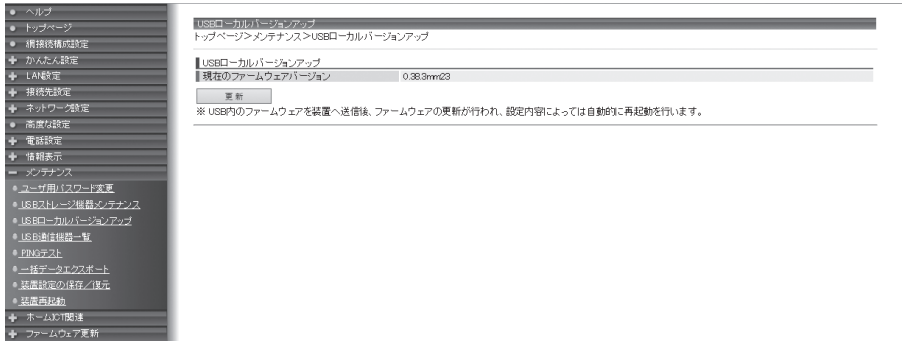 ヘルプ
トップページ
網接続構成設定
かんたん設定
LAN設定
接続先設定
ネットワーク設定
高度な設定
電話設定
情報表示
メンテナンス
ユーザ用パスワード変更
USBストレージ機器メンテナンス
USBローカルバージョンアップ
USB通信機器一覧
PINGテスト
一括データエクスポート
装置設定の保存/復元
装置再起動
ホームICT関連
ファームウェア更新
USBローカルバージョンアップ
トップページ>メンテナンス>USBローカルバージョンアップ
USBローカルバージョンアップ
現在のファームウェアバージョン 0.38.3mm23
更新
※ USB内のファームウェアを装置へ送信後、ファームウェアの更新が行われ、設定内容によっては自動的に再起動を行います。